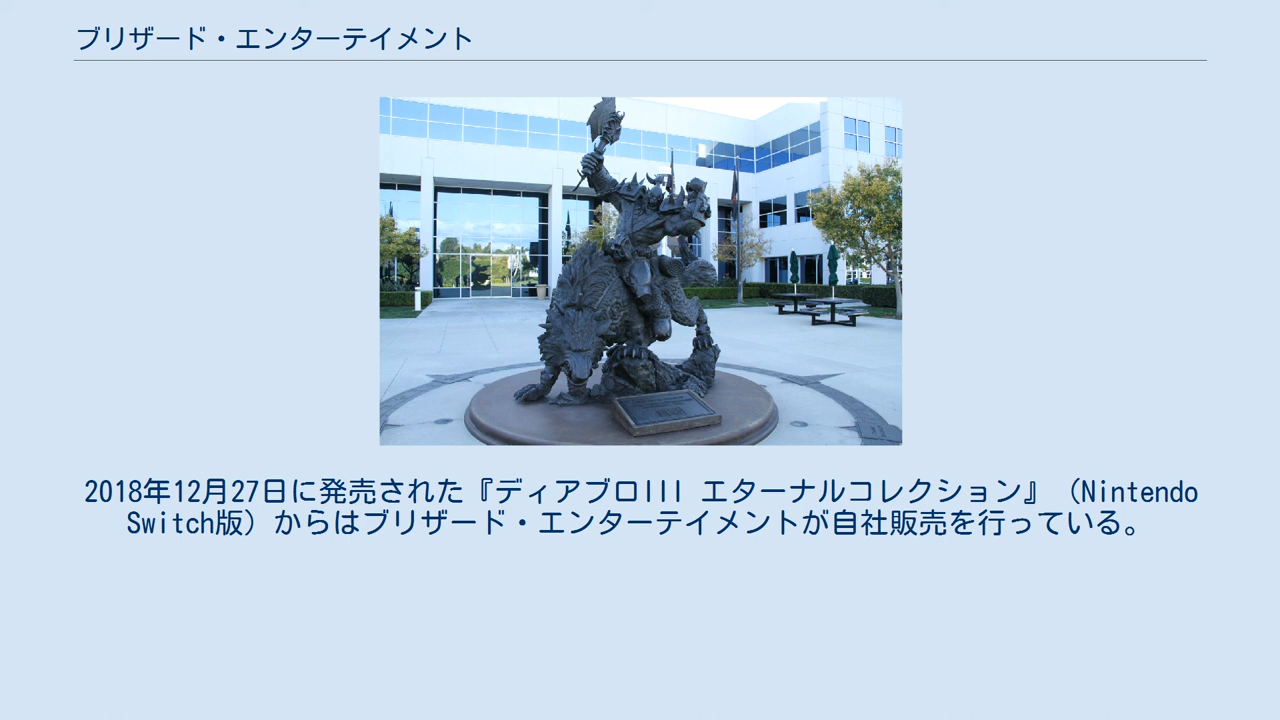 ブリザード・エンターテイメント
2018年12月27日に発売された『ディアブロIII エターナルコレクション』（Nintendo
Switch版）からはブリザード・エンターテイメントが自社販売を行っている。